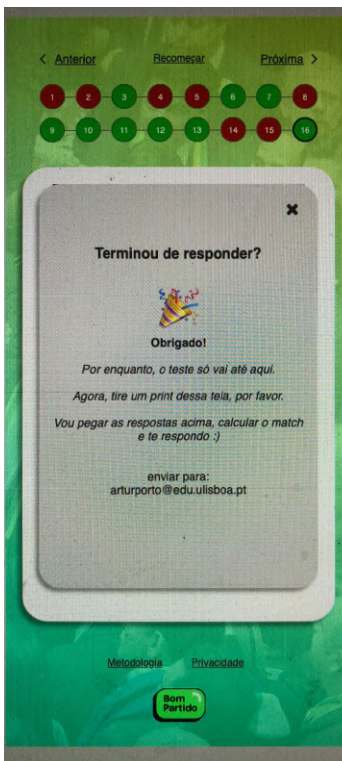 < Anterior Recomeçar Próxima >
1 2 3 4 5 6 7 8
9 10 11 12 13 14 15 16
Terminou de responder?
Obrigado!
Por enquanto, o teste só vai até aqui.
Agora, tire um print dessa tela, por favor.
Vou pegar as respostas acima, calcular o match
e te respondo :)
enviar para:
arturporto@edu.ulisboa.pt
Metodologia Privacidade
Bom
Partido